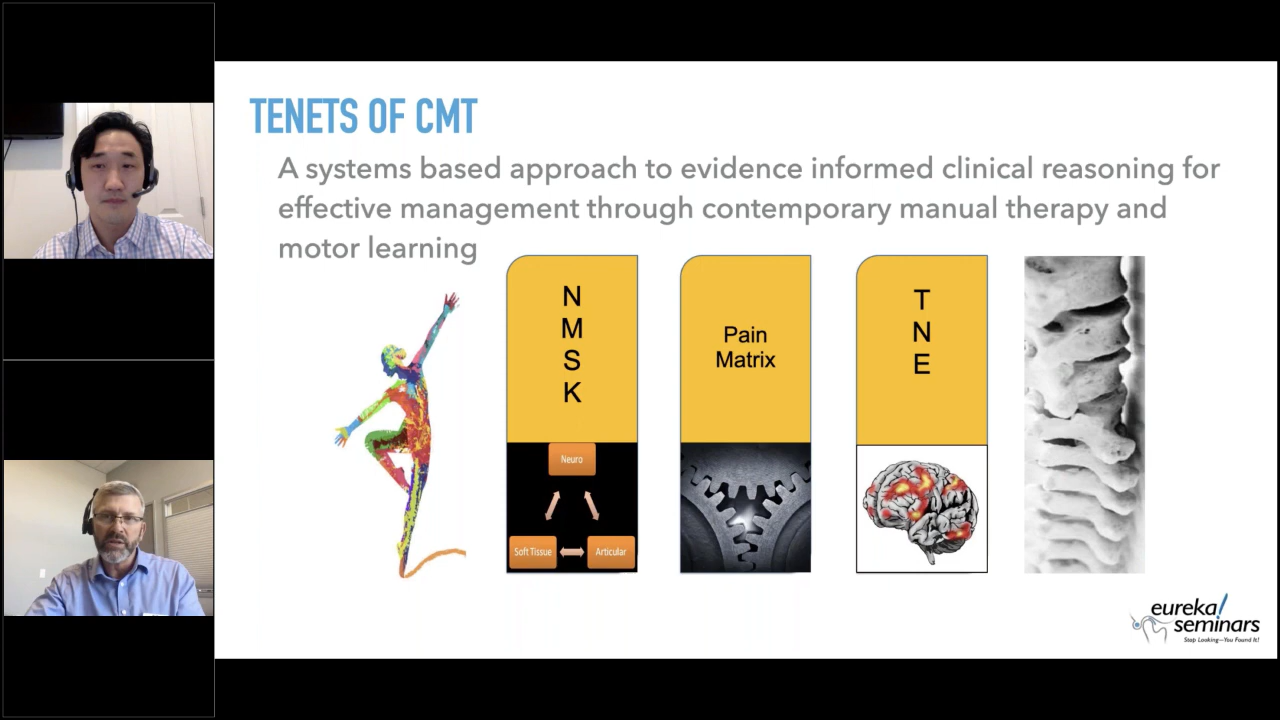 TENETS OF CMT
A systems based approach to evidence informed clinical reasoning for
effective management through contemporary manual therapy and
motor learning
N
M
S
K
Neuro
Soft Tissue
Articular
Pain
Matrix
T
N
E
eureka!
seminars
Stop Looking—You Found It!